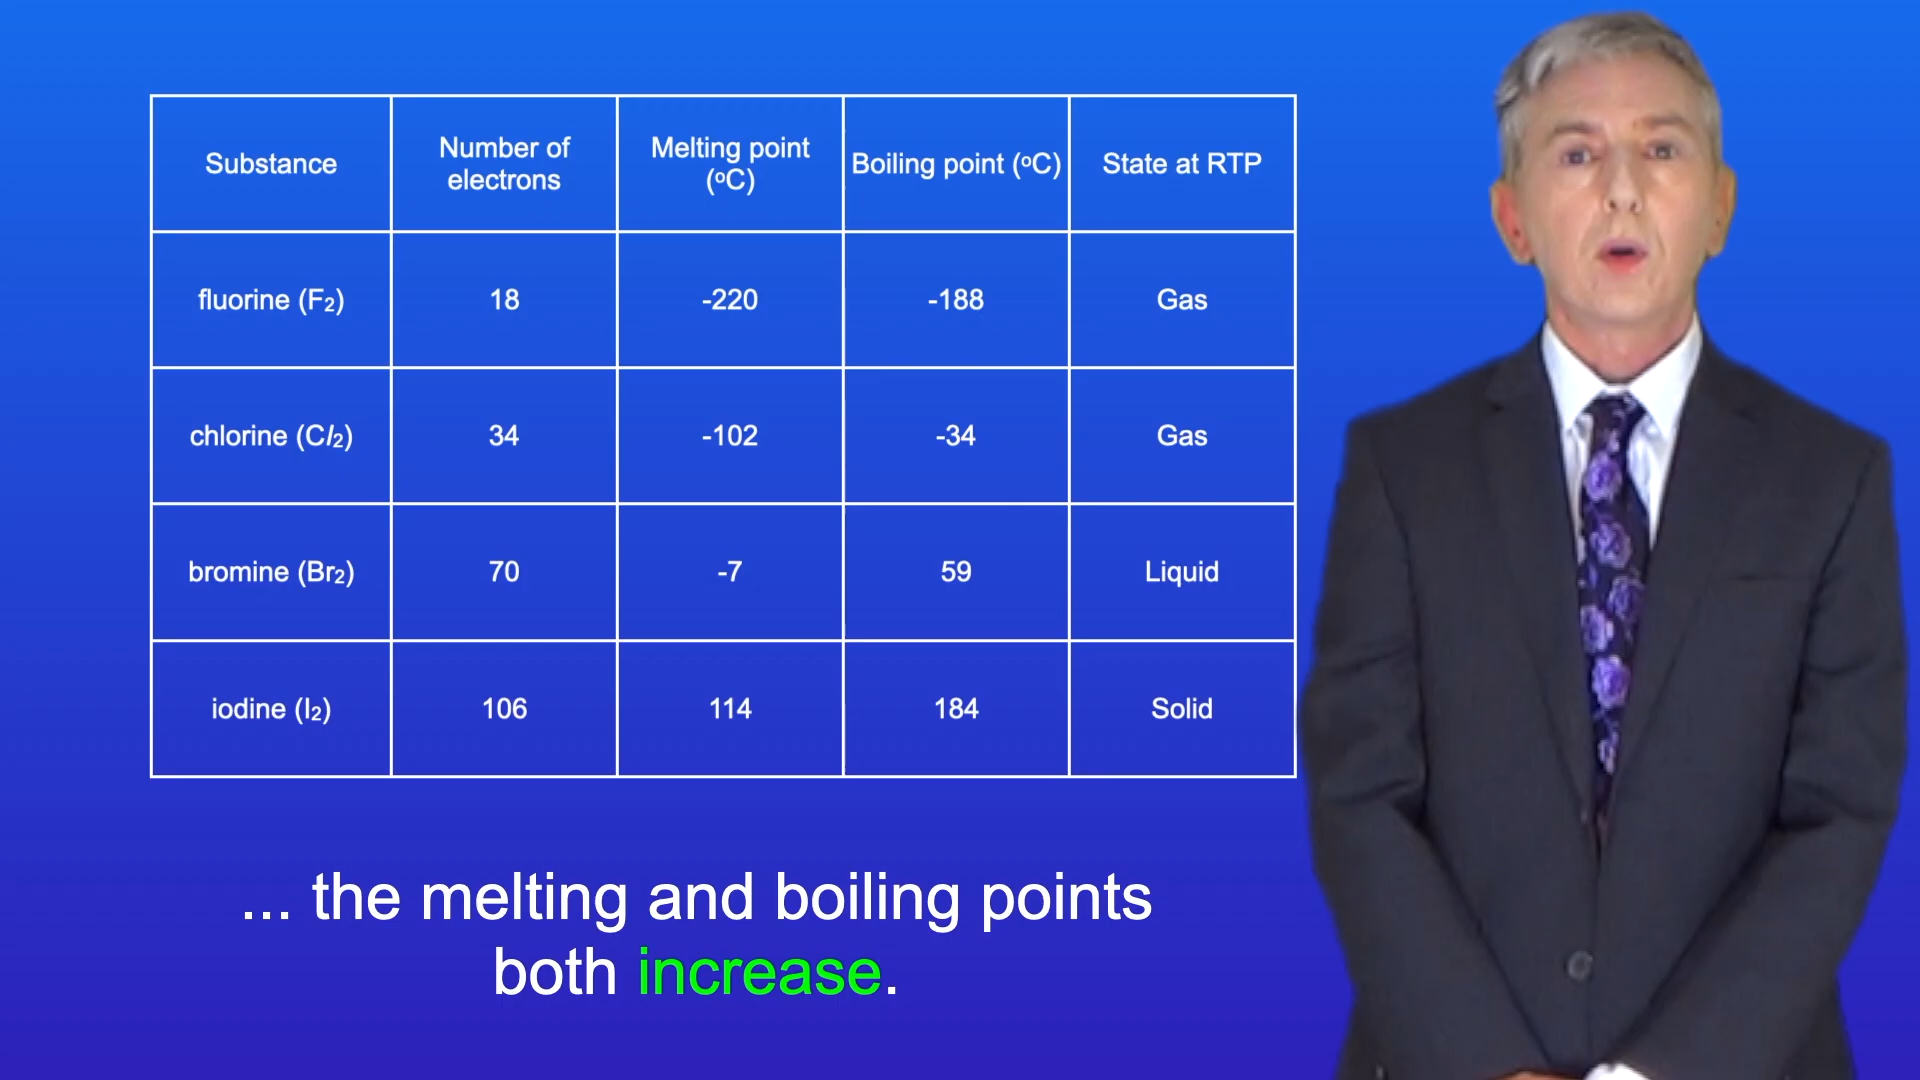 Substance
Number of
electrons
Melting point
(ºC)
Boiling point (ºC)
State at RTP
fluorine (F₂)
18
-220
-188
Gas
chlorine (Cl₂)
34
-102
-34
Gas
bromine (Br₂)
70
-7
59
Liquid
iodine (I₂)
106
114
184
Solid
... the melting and boiling points
both increase.